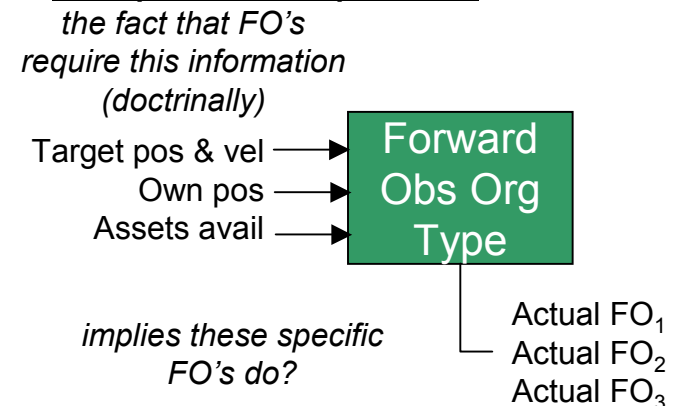 the fact that FO's
require this information
(doctrinally)
Target pos & vel
Own pos
Assets avail
Forward
Obs Org
Type
implies these specific
FO's do?
Actual FO1
Actual FO2
Actual FO3